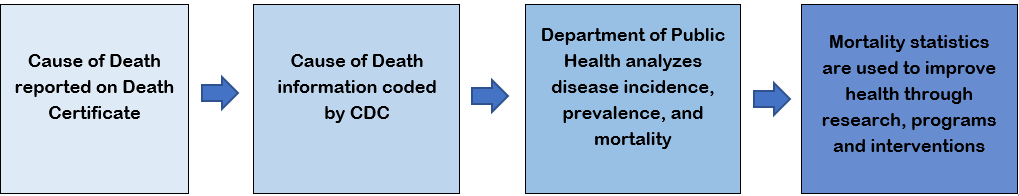 Cause of Death
reported on Death
Certificate
Cause of Death
information coded
by CDC
Department of Public
Health analyzes
disease incidence,
prevalence, and
mortality
Mortality statistics
are used to improve
health through
research, programs
and interventions